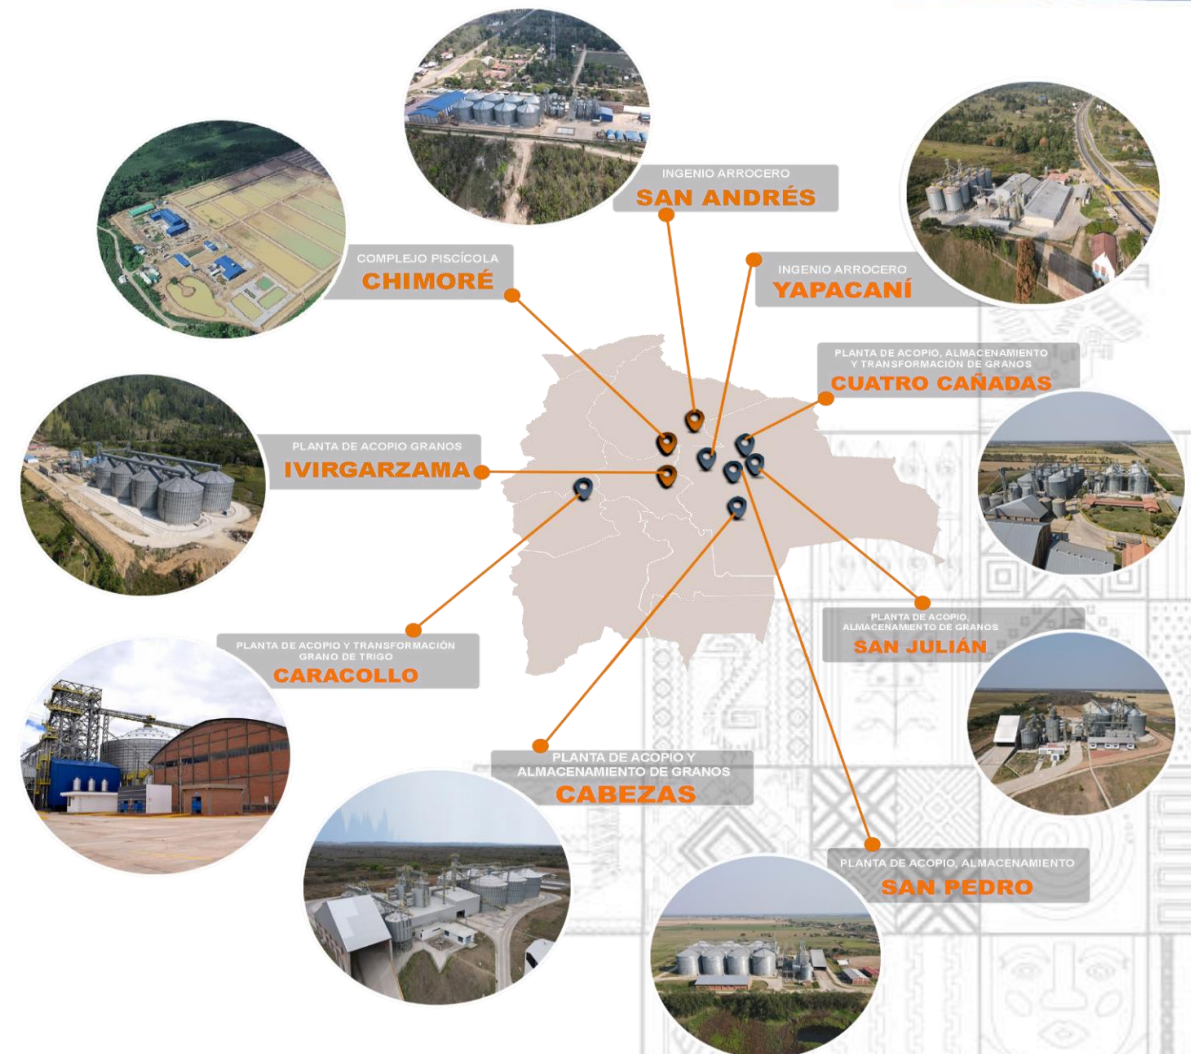 INGENIO ARROCERO
SAN ANDRÉS
COMPLEJO PISCÍCOLA
CHIMORÉ
INGENIO ARROCERO
YAPACANÍ
PLANTA DE ACOPIO, ALMACENAMIENTO
Y TRANSFORMACIÓN DE GRANOS
CUATRO CAÑADAS
PLANTA DE ACOPIO GRANOS
IVIRGARZAMA
PLANTA DE ACOPIO,
ALMACENAMIENTO DE GRANOS
SAN JULIÁN
PLANTA DE ACOPIO Y TRANSFORMACIÓN
GRANO DE TRIGO
CARACOLLO
PLANTA DE ACOPIO Y
ALMACENAMIENTO DE GRANOS
CABEZAS
PLANTA DE ACOPIO, ALMACENAMIENTO
SAN PEDRO